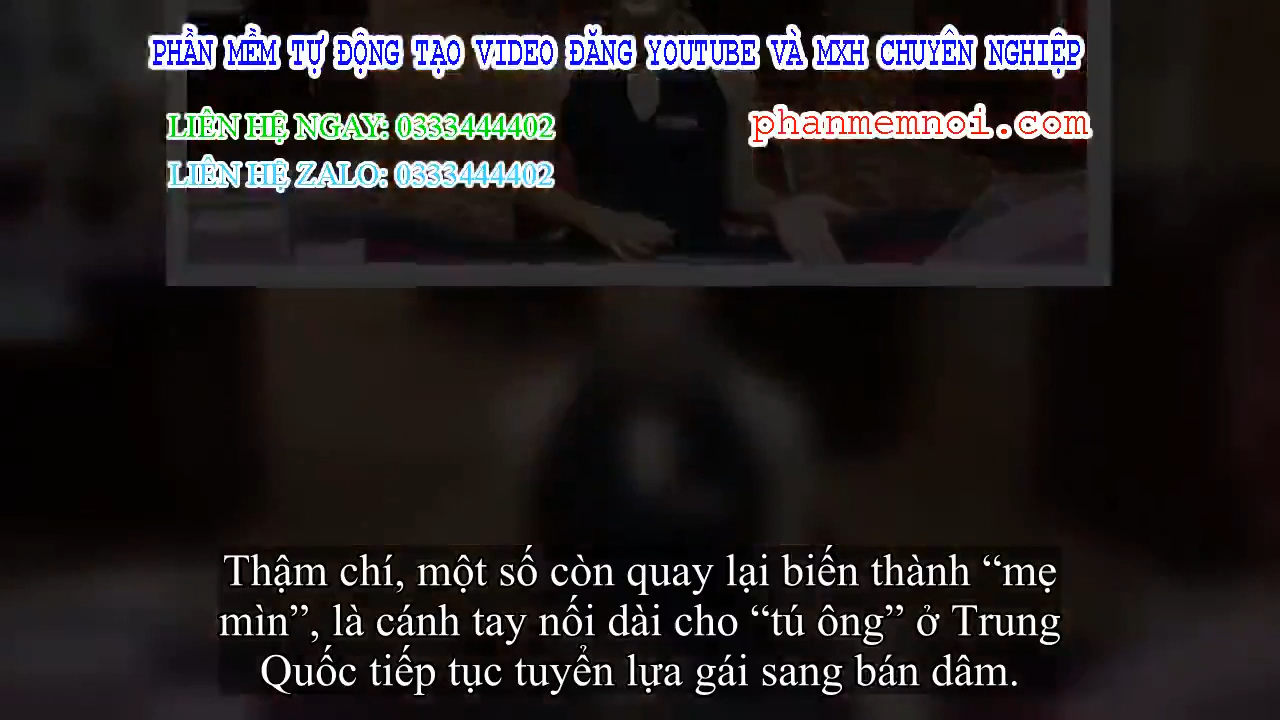 PHẦN MỀM TỰ ĐỘNG TẠO VIDEO ĐĂNG YOUTUBE VÀ MXH CHUYÊN NGHIỆP
LIÊN HỆ NGAY: 0333444402
phanmemnoi.com
LIÊN HỆ ZALO: 0333444402
Thậm chí, một số còn quay lại biến thành “mẹ
mìn”, là cánh tay nối dài cho “tú ông” ở Trung
Quốc tiếp tục tuyển lựa gái sang bán dâm.